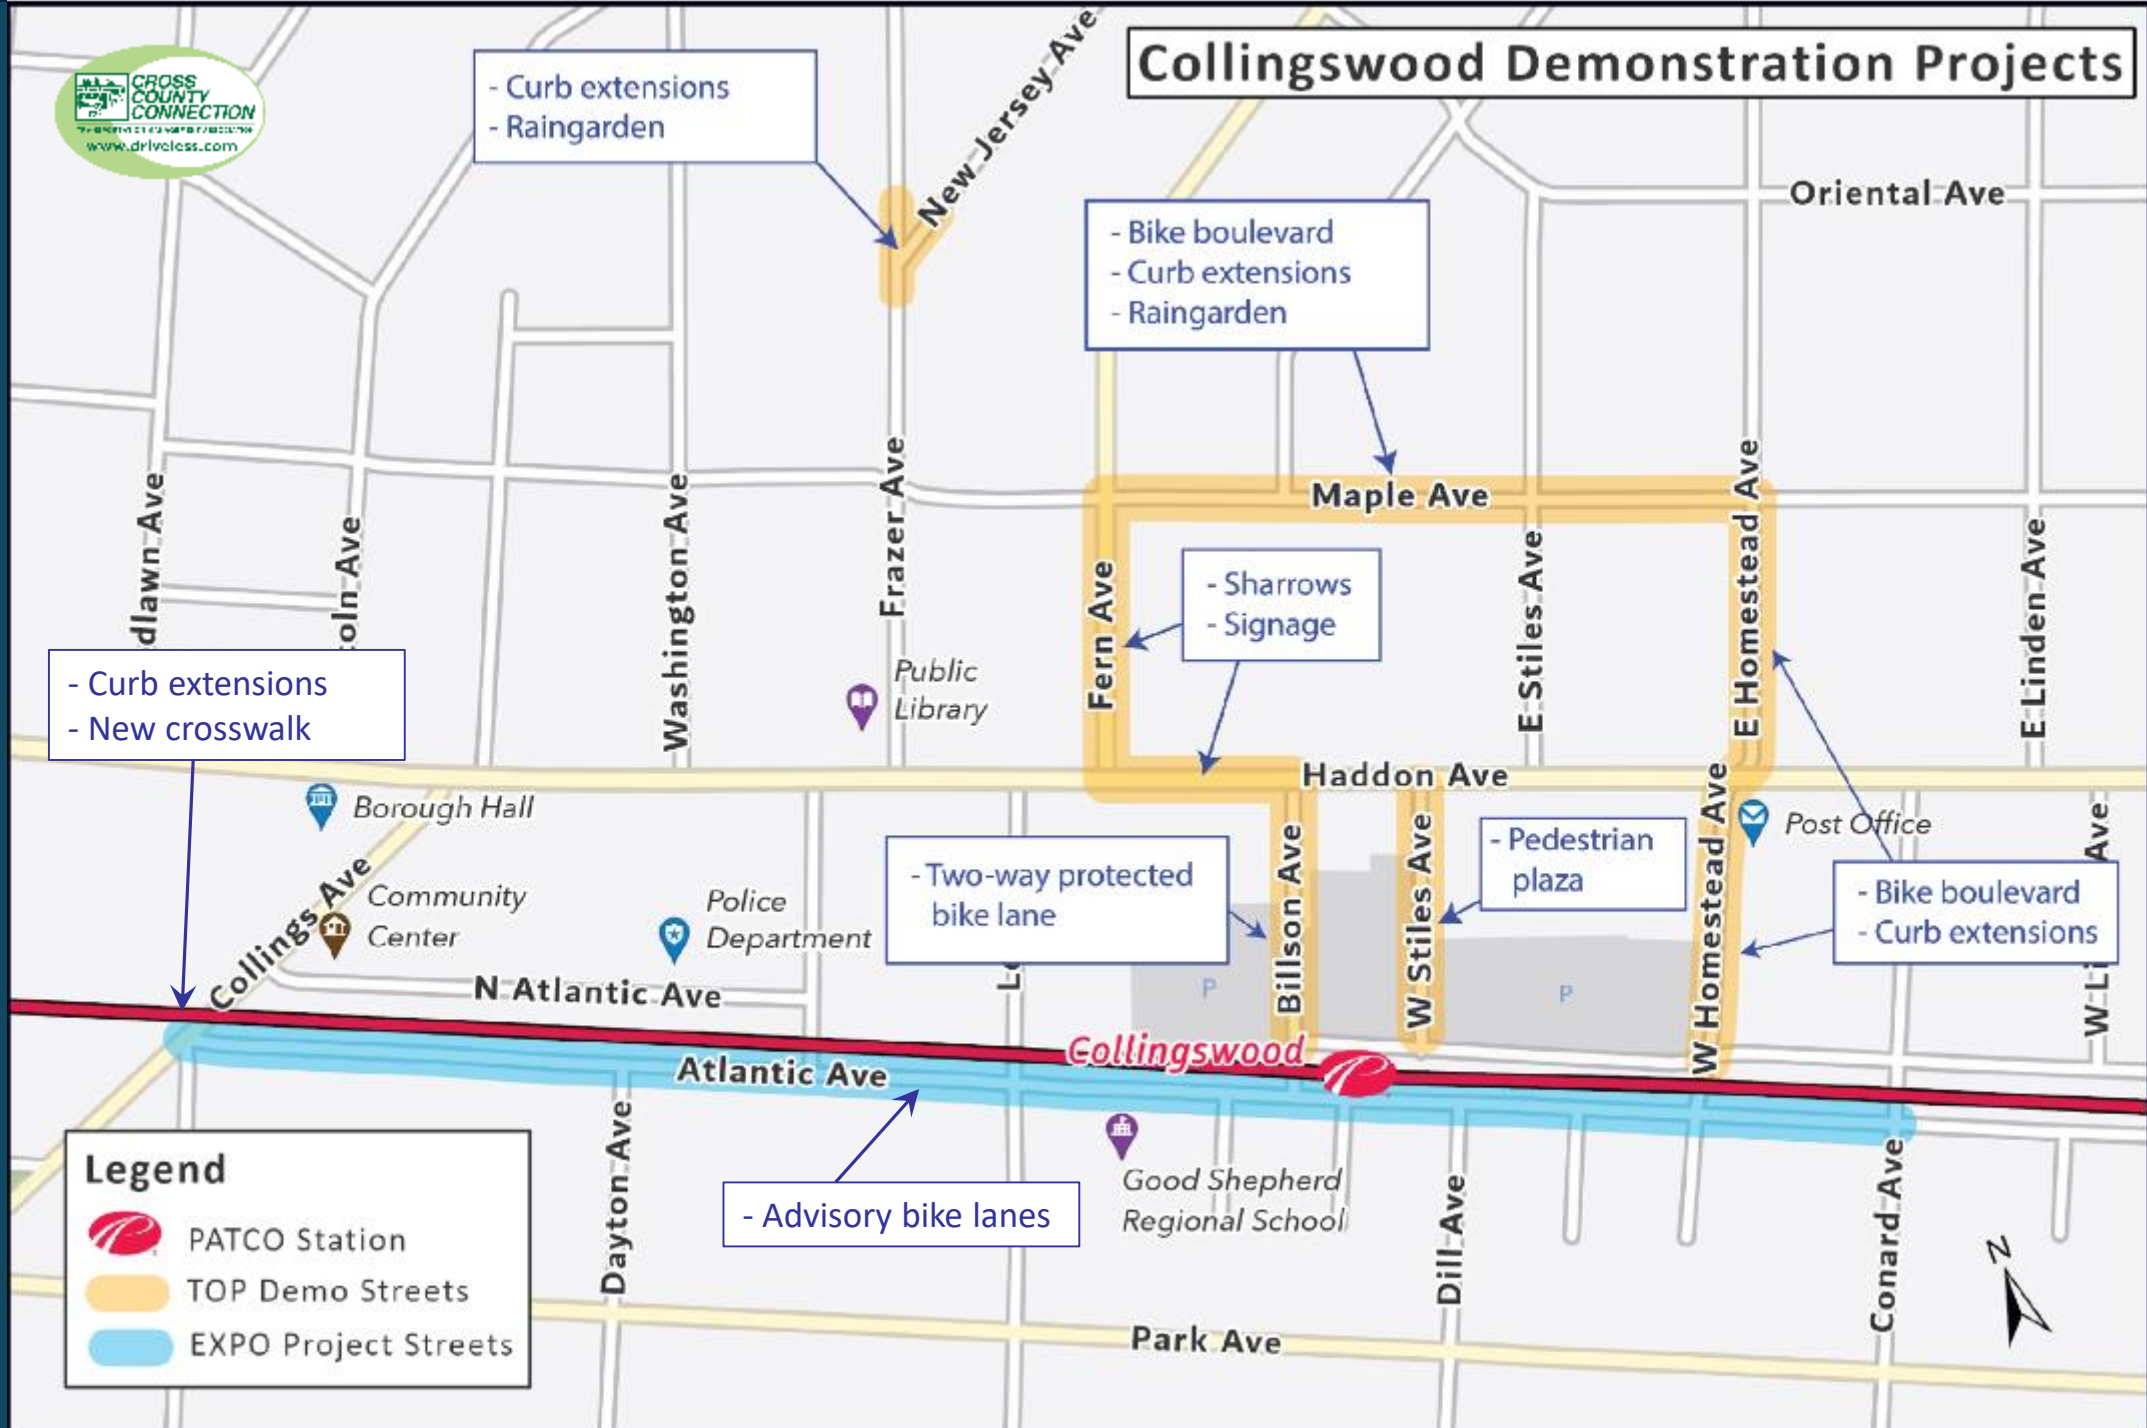 Collingswood Demonstration Projects
CROSS
COUNTY
CONNECTION
www.driveless.com
- Curb extensions
- Raingarden
New Jersey Ave
Oriental Ave
- Bike boulevard
- Curb extensions
- Raingarden
Maple Ave
dlawn Ave
coln Ave
Washington Ave
Frazer Ave
Fern Ave
- Sharrows
- Signage
E Stiles Ave
E Homestead Ave
E Linden Ave
Public
Library
- Curb extensions
- New crosswalk
Haddon Ave
Borough Hall
Post Office
Collings Ave
Community
Center
Police
Department
- Two-way protected
bike lane
Billson Ave
W Stiles Ave
- Pedestrian
plaza
W Homestead Ave
- Bike boulevard
- Curb extensions
Ave
W Li
N Atlantic Ave
P
P
Collingswood
Atlantic Ave
Good Shepherd
Regional School
- Advisory bike lanes
Dayton Ave
Dill Ave
Conard Ave
Park Ave
N
Legend
PATCO Station
TOP Demo Streets
EXPO Project Streets